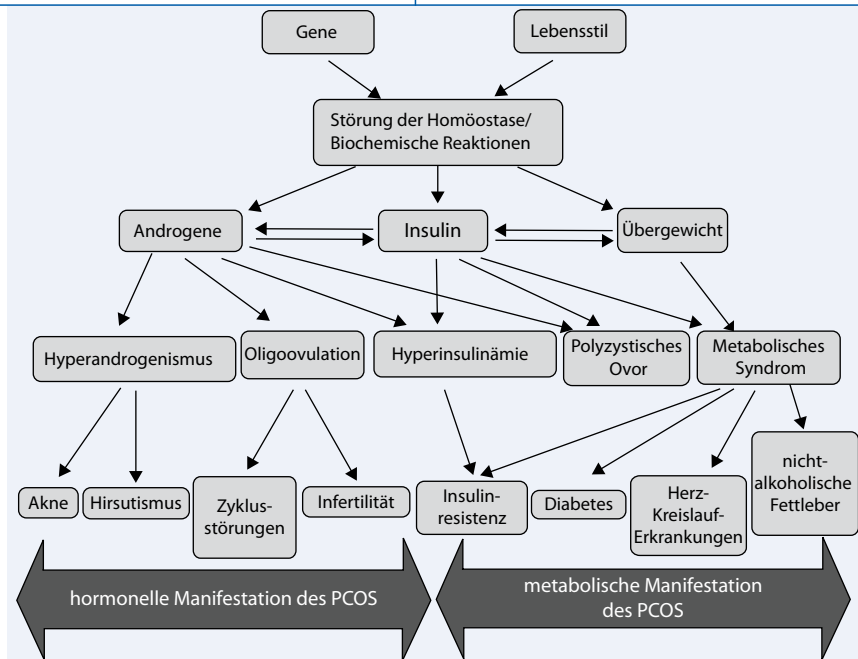 Gene
Lebensstil
Störung der Homöostase/
Biochemische Reaktionen
Androgene
Insulin
Übergewicht
Hyperandrogenismus
Oligoovulation
Hyperinsulinämie
Polyzystisches
Ovor
Metabolisches
Syndrom
Akne
Hirsutismus
Zyklus-
störungen
Infertilität
Insulin-
resistenz
Diabetes
Herz-
Kreislauf-
Erkrankungen
nicht-
alkoholische
Fettleber
hormonelle Manifestation des PCOS
metabolische Manifestation
des PCOS